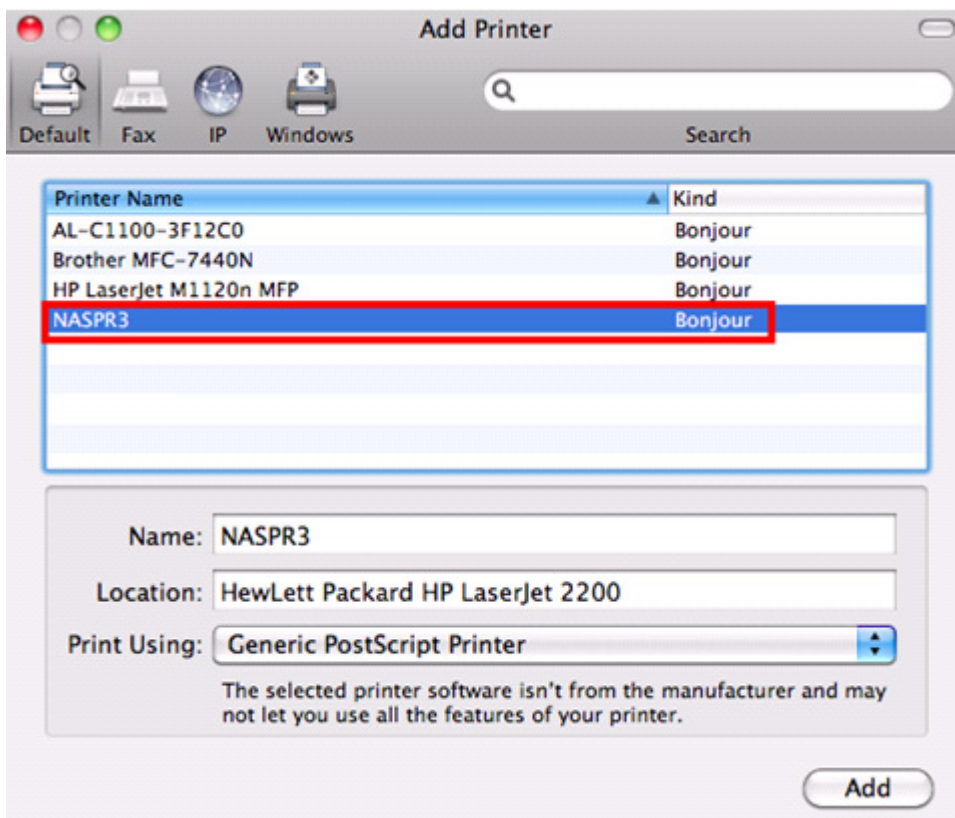 Add Printer
Default Fax IP Windows Search
Printer Name Kind
AL-C1100-3F12C0 Bonjour
Brother MFC-7440N Bonjour
HP LaserJet M1120n MFP Bonjour
NASPR3 Bonjour
Name: NASPR3
Location: HewLett Packard HP LaserJet 2200
Print Using: Generic PostScript Printer
The selected printer software isn't from the manufacturer and may
not let you use all the features of your printer.
Add